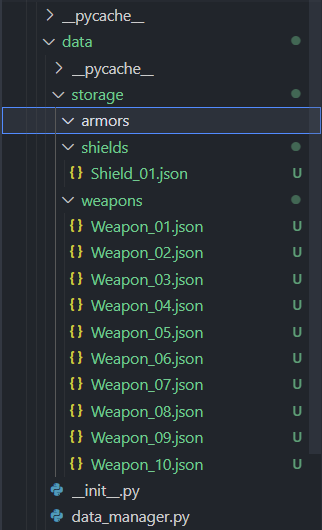 __pycache__
data
__pycache__
storage
armors
shields
{} Shield_01.json U
weapons
{} Weapon_01.json U
{} Weapon_02.json U
{} Weapon_03.json U
{} Weapon_04.json U
{} Weapon_05.json U
{} Weapon_06.json U
{} Weapon_07.json U
{} Weapon_08.json U
{} Weapon_09.json U
{} Weapon_10.json U
__init__.py
data_manager.py